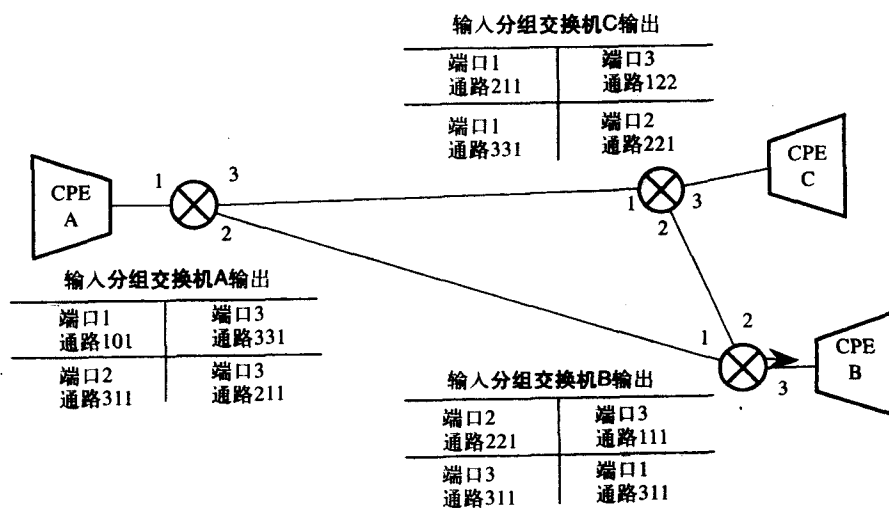 输入分组交换机C输出
端口1 端口3
通路211 通路122
端口1 端口2
通路331 通路221
CPE
A
1
3
2
1
2
3
CPE
C
输入分组交换机A输出
端口1 端口3
通路101 通路331
端口2 端口3
通路311 通路211
1
2
3
CPE
B
输入分组交换机B输出
端口2 端口3
通路221 通路111
端口3 端口1
通路311 通路311